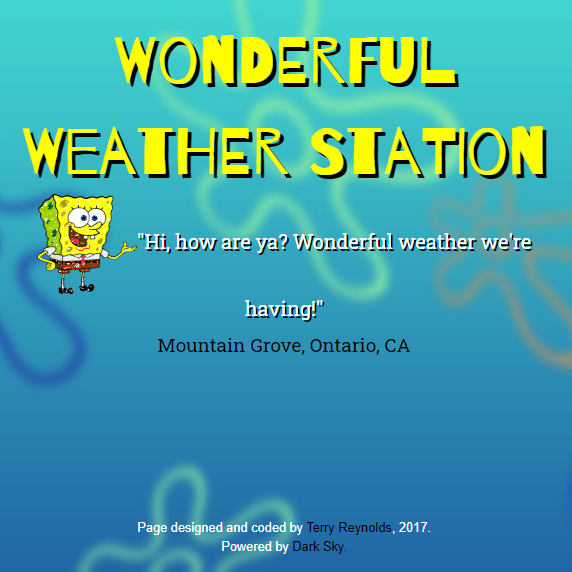 WONDERFUL
WEATHER STATION
"Hi, how are ya? Wonderful weather we're
having!"
Mountain Grove, Ontario, CA
Page designed and coded by Terry Reynolds, 2017.
Powered by Dark Sky.